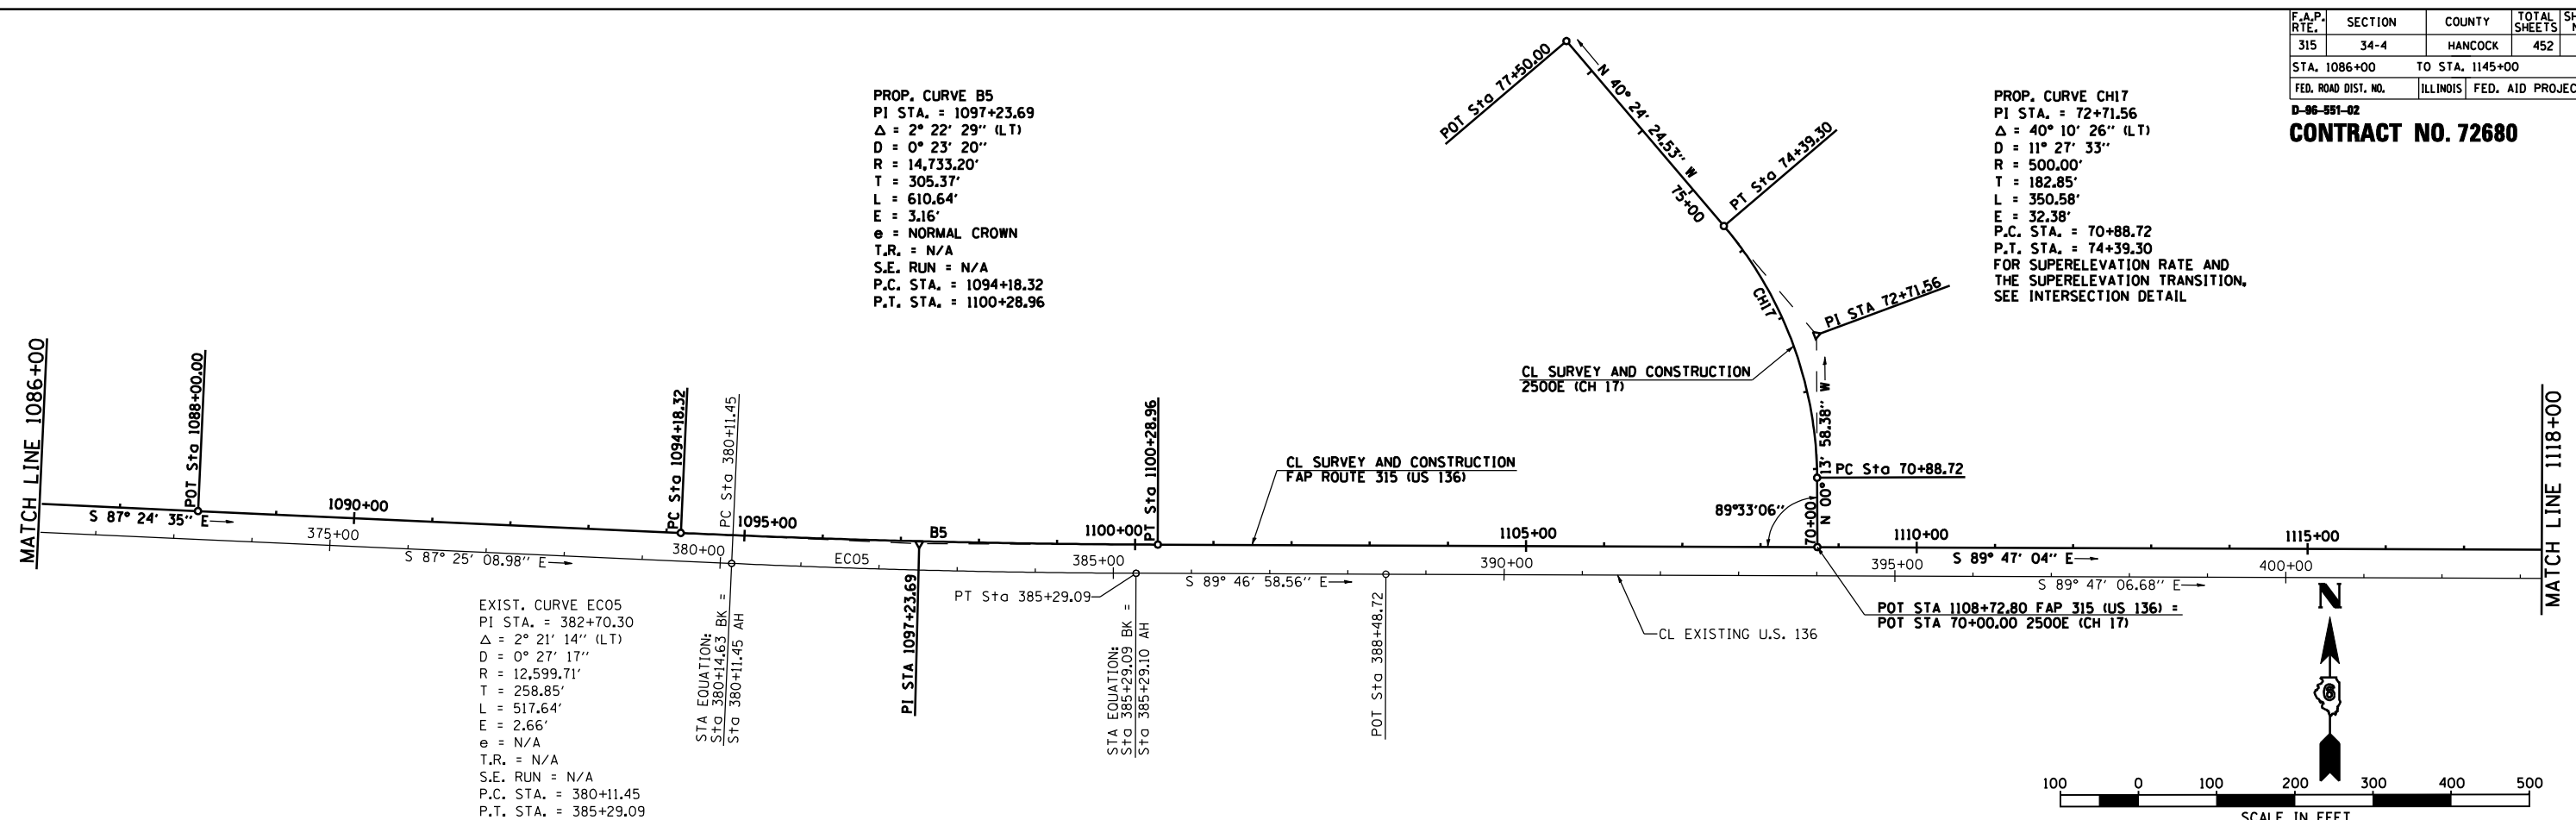 F.A.P. RTE. SECTION COUNTY TOTAL SHEETS
315 34-4 HANCOCK 452
STA. 1086+00 TO STA. 1145+00
FED. ROAD DIST. NO. ILLINOIS FED. AID
D-96-551-02
CONTRACT NO. 72680
PROP. CURVE B5
PI STA. = 1097+23.69
Δ = 2° 22' 29" (LT)
D = 0° 23' 20"
R = 14,733.20'
T = 305.37'
L = 610.64'
E = 3.16'
e = NORMAL CROWN
T.R. = N/A
S.E. RUN = N/A
P.C. STA. = 1094+18.32
P.T. STA. = 1100+28.96
POT Sta 77+50.00
N 40° 24' 24.53" W
75+00
PT Sta 74+39.30
CH17
PI STA 72+71.56
PROP. CURVE CH17
PI STA. = 72+71.56
Δ = 40° 10' 26" (LT)
D = 11° 27' 33"
R = 500.00'
T = 182.85'
L = 350.58'
E = 32.38'
P.C. STA. = 70+88.72
P.T. STA. = 74+39.30
FOR SUPERELEVATION RATE AND
THE SUPERELEVATION TRANSITION,
SEE INTERSECTION DETAIL
CL SURVEY AND CONSTRUCTION
2500E (CH 17)
N 00° 13' 58.38" W
PC Sta 70+88.72
89°33'06"
70+00
MATCH LINE 1086+00
POT Sta 1088+00.00
S 87° 24' 35" E
1090+00
PC Sta 1094+18.32
PC Sta 380+11.45
1095+00
B5
1100+00
PT Sta 1100+28.96
CL SURVEY AND CONSTRUCTION
FAP ROUTE 315 (US 136)
1105+00
1110+00
S 89° 47' 04" E
1115+00
MATCH LINE 1118+00
375+00
S 87° 25' 08.98" E
380+00
EC05
385+00
S 89° 46' 58.56" E
390+00
395+00
S 89° 47' 06.68" E
400+00
EXIST. CURVE EC05
PI STA. = 382+70.30
Δ = 2° 21' 14" (LT)
D = 0° 27' 17"
R = 12,599.71'
T = 258.85'
L = 517.64'
E = 2.66'
e = N/A
T.R. = N/A
S.E. RUN = N/A
P.C. STA. = 380+11.45
P.T. STA. = 385+29.09
STA EQUATION:
Sta 380+14.63 BK =
Sta 380+11.45 AH
PI STA 1097+23.69
PT Sta 385+29.09
STA EQUATION:
Sta 385+29.09 BK =
Sta 385+29.10 AH
POT Sta 388+48.72
CL EXISTING U.S. 136
POT STA 1108+72.80 FAP 315 (US 136) =
POT STA 70+00.00 2500E (CH 17)
N
6
100 0 100 200 300 400 500
SCALE IN FEET